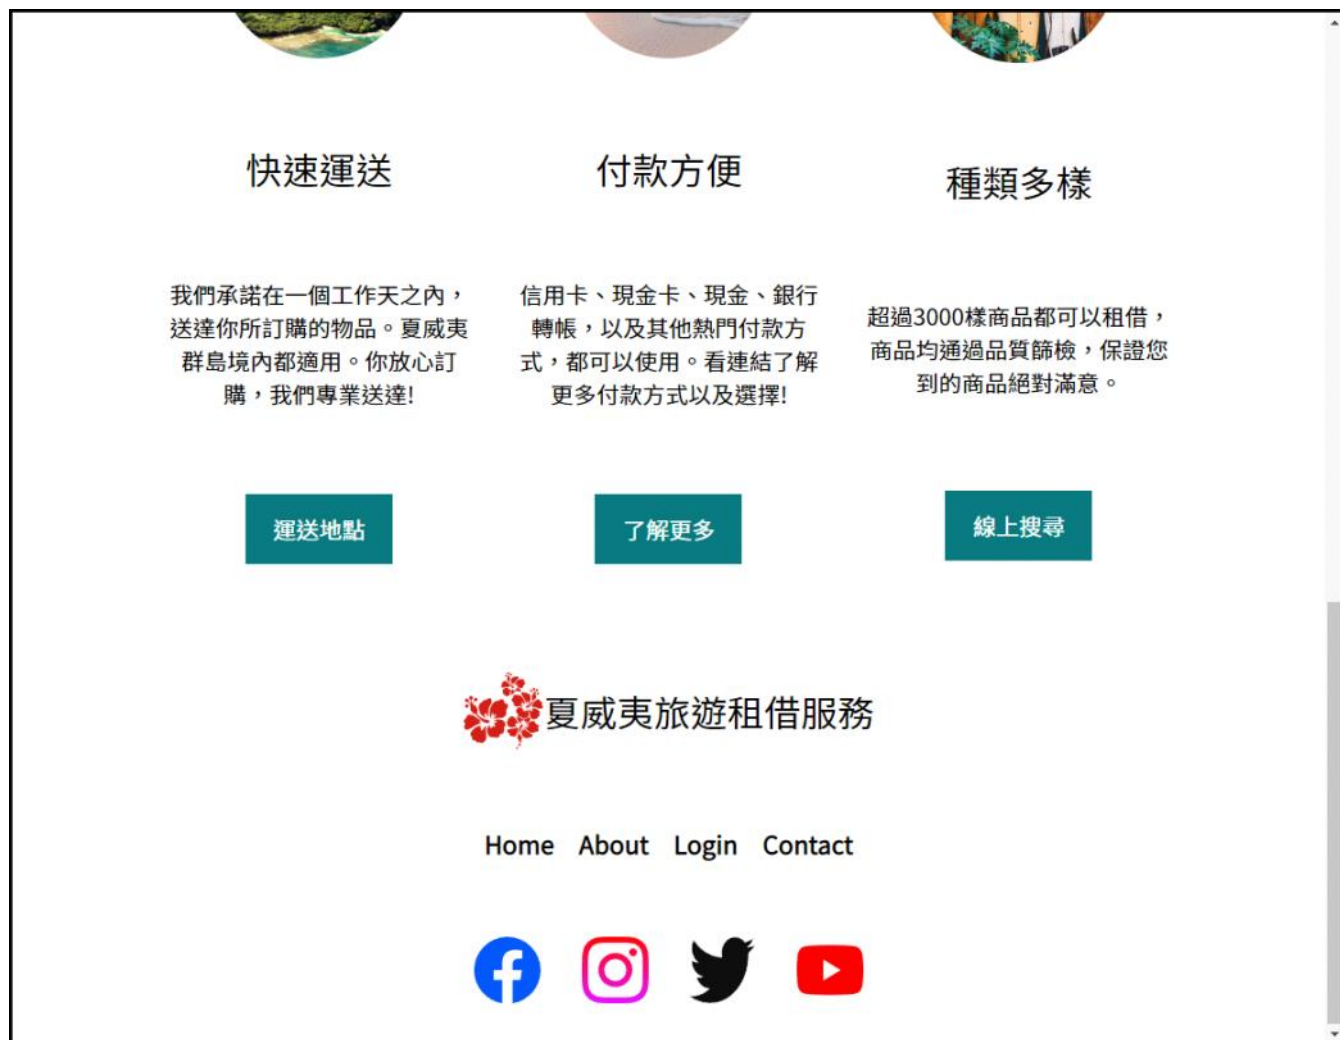 快速運送
我們承諾在一個工作天之內，
送達你所訂購的物品。夏威夷
群島境內都適用。你放心訂
購，我們專業送達!
運送地點
付款方便
信用卡、現金卡、現金、銀行
轉帳，以及其他熱門付款方
式，都可以使用。看連結了解
更多付款方式以及選擇!
了解更多
種類多樣
超過3000樣商品都可以租借，
商品均通過品質篩檢，保證您
到的商品絕對滿意。
線上搜尋
夏威夷旅遊租借服務
Home About Login Contact